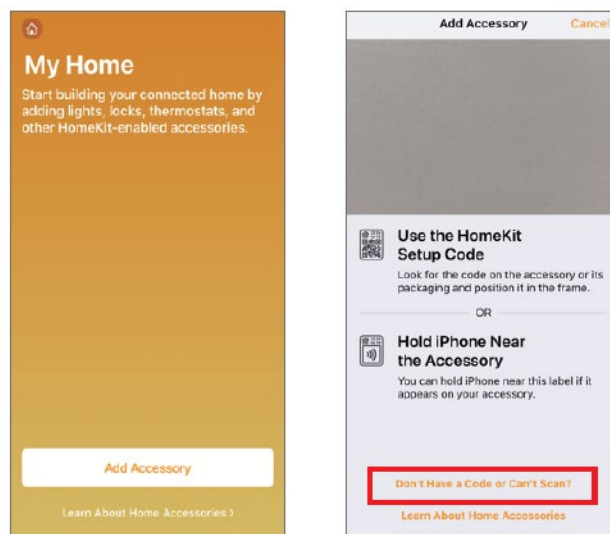 My Home
Start building your connected home by
adding lights, locks, thermostats, and
other HomeKit-enabled accessories.
Add Accessory
Learn About Home Accessories >
Add Accessory
Cancel
Use the HomeKit
Setup Code
Look for the code on the accessory or its
packaging and position it in the frame.
OR
Hold iPhone Near
the Accessory
You can hold iPhone near this label if it
appears on your accessory.
Don't Have a Code or Can't Scan?
Learn About Home Accessories